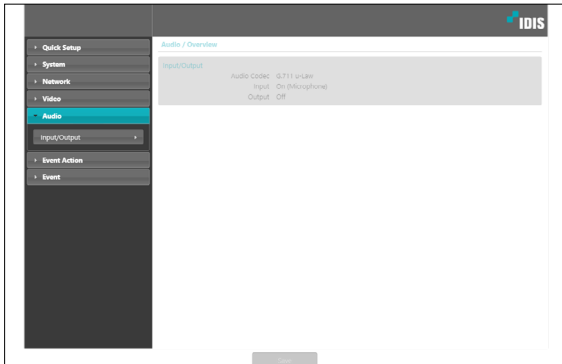 IDIS
Quick Setup
System
Network
Video
Audio
Input/Output
Event Action
Event
Audio / Overview
Input/Output
Audio Codec G.711 u-Law
Input On (Microphone)
Output Off
Save